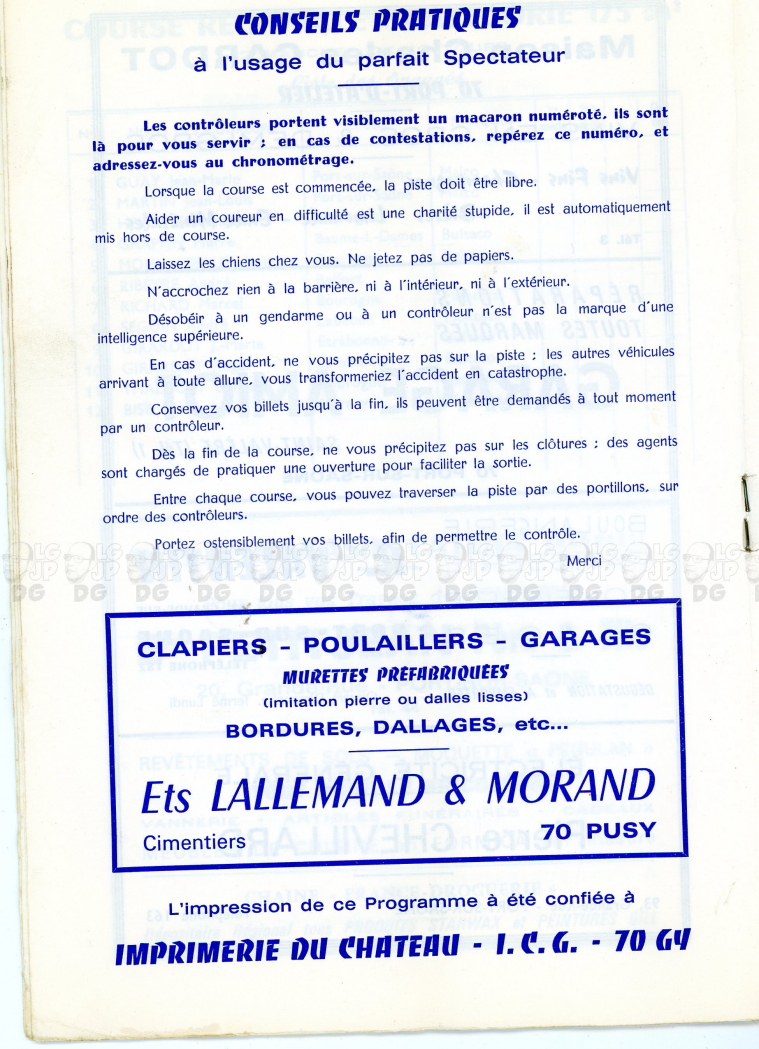 CONSEILS PRATIQUES
à l'usage du parfait Spectateur
Les contrôleurs portent visiblement un macaron numéroté, ils sont
là pour vous servir ; en cas de contestations, repérez ce numéro, et
adressez-vous au chronométrage.
Lorsque la course est commencée, la piste doit être libre.
Aider un coureur en difficulté est une charité stupide, il est automatiquement
mis hors de course.
Laissez les chiens chez vous. Ne jetez pas de papiers.
N'accrochez rien à la barrière, ni à l'intérieur, ni à l'extérieur.
Désobéir à un gendarme ou à un contrôleur n'est pas la marque d'une
intelligence supérieure.
En cas d'accident, ne vous précipitez pas sur la piste ; les autres véhicules
arrivant à toute allure, vous transformeriez l'accident en catastrophe.
Conservez vos billets jusqu'à la fin, ils peuvent être demandés à tout moment
par un contrôleur.
Dès la fin de la course, ne vous précipitez pas sur les clôtures ; des agents
sont chargés de pratiquer une ouverture pour faciliter la sortie.
Entre chaque course, vous pouvez traverser la piste par des portillons, sur
ordre des contrôleurs.
Portez ostensiblement vos billets, afin de permettre le contrôle.
Merci
CLAPIERS - POULAILLERS - GARAGES
MURETTES PRÉFABRIQUÉES
(imitation pierre ou dalles lisses)
BORDURES, DALLAGES, etc...
Ets LALLEMAND & MORAND
Cimentiers 70 PUSY
L'impression de ce Programme à été confiée à
IMPRIMERIE DU CHATEAU - I. C. G. - 70 GY